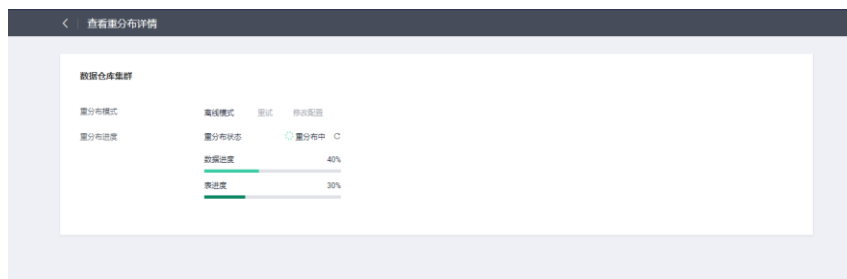 查看重分布详情
数据仓库集群
重分布模式 离线模式 重试 修改配置
重分布进度 重分布状态 重分布中
数据进度 40%
表进度 30%